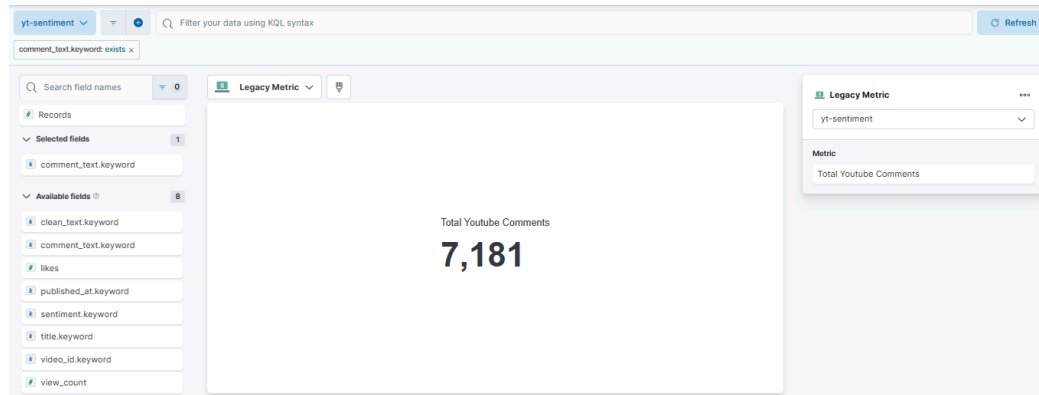 yt-sentiment
Filter your data using KQL syntax
Refresh
comment_text.keyword: exists ×
Search field names
0
Legacy Metric
# Records
Selected fields
1
k comment_text.keyword
Available fields
8
k clean_text.keyword
k comment_text.keyword
# likes
k published_at.keyword
k sentiment.keyword
k title.keyword
k video_id.keyword
# view_count
Total Youtube Comments
7,181
Legacy Metric
yt-sentiment
Metric
Total Youtube Comments